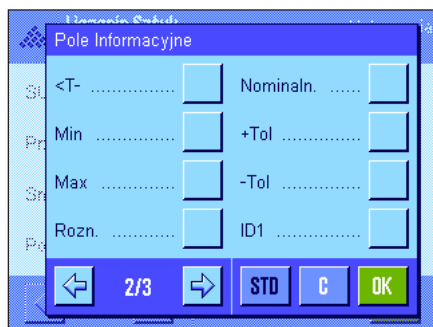 Pole Informacyjne
<T- ...............
Nominaln. ......
Min ...............
+Tol ...............
Max ...............
-Tol ...............
Rozn. ............
ID1 ...............
2/3
STD
C
OK